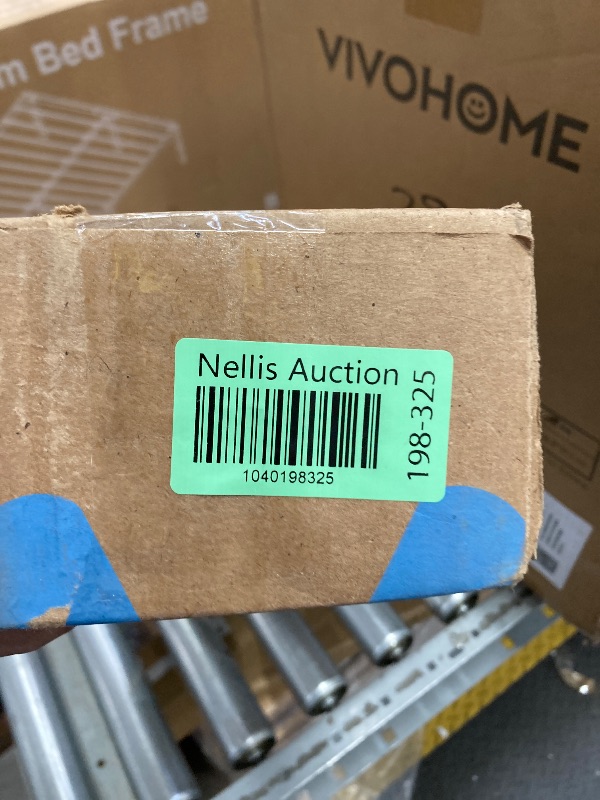 m Bed Frame
VIVOHOME
Nellis Auction
198-325
1040198325